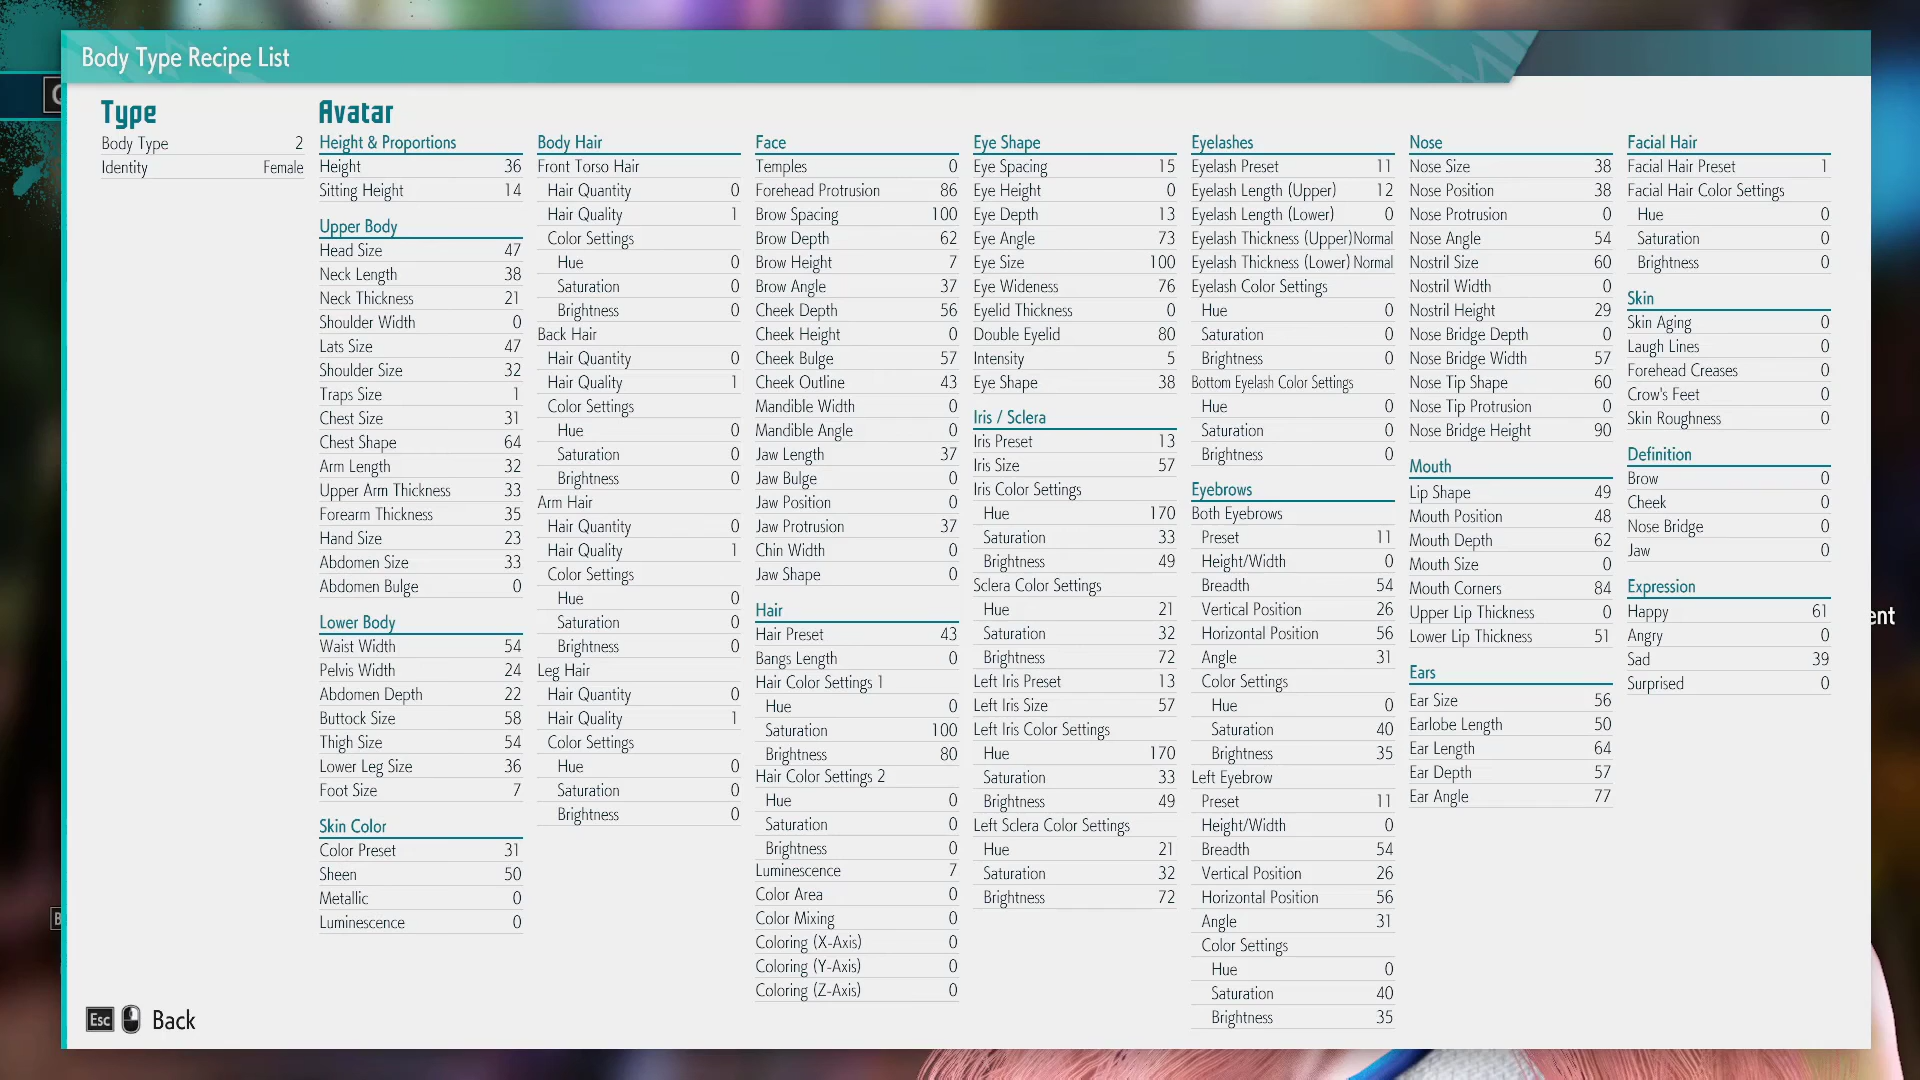 Body Type Recipe List
Type
Body Type 2
Identity Female
Avatar
Height & Proportions
Height 36
Sitting Height 14
Upper Body
Head Size 47
Neck Length 38
Neck Thickness 21
Shoulder Width 0
Lats Size 47
Shoulder Size 32
Traps Size 1
Chest Size 31
Chest Shape 64
Arm Length 32
Upper Arm Thickness 33
Forearm Thickness 35
Hand Size 23
Abdomen Size 33
Abdomen Bulge 0
Lower Body
Waist Width 54
Pelvis Width 24
Abdomen Depth 22
Buttock Size 58
Thigh Size 54
Lower Leg Size 36
Foot Size 7
Skin Color
Color Preset 31
Sheen 50
Metallic 0
Luminescence 0
Body Hair
Front Torso Hair
Hair Quantity 0
Hair Quality 1
Color Settings
Hue 0
Saturation 0
Brightness 0
Back Hair
Hair Quantity 0
Hair Quality 1
Color Settings
Hue 0
Saturation 0
Brightness 0
Arm Hair
Hair Quantity 0
Hair Quality 1
Color Settings
Hue 0
Saturation 0
Brightness 0
Leg Hair
Hair Quantity 0
Hair Quality 1
Color Settings
Hue 0
Saturation 0
Brightness 0
Face
Temples 0
Forehead Protrusion 86
Brow Spacing 100
Brow Depth 62
Brow Height 7
Brow Angle 37
Cheek Depth 56
Cheek Height 0
Cheek Bulge 57
Cheek Outline 43
Mandible Width 0
Mandible Angle 0
Jaw Length 37
Jaw Bulge 0
Jaw Position 0
Jaw Protrusion 37
Chin Width 0
Jaw Shape 0
Hair
Hair Preset 43
Bangs Length 0
Hair Color Settings 1
Hue 0
Saturation 100
Brightness 80
Hair Color Settings 2
Hue 0
Saturation 0
Brightness 0
Luminescence 7
Color Area 0
Color Mixing 0
Coloring (X-Axis) 0
Coloring (Y-Axis) 0
Coloring (Z-Axis) 0
Eye Shape
Eye Spacing 15
Eye Height 0
Eye Depth 13
Eye Angle 73
Eye Size 100
Eye Wideness 76
Eyelid Thickness 0
Double Eyelid 80
Intensity 5
Eye Shape 38
Iris / Sclera
Iris Preset 13
Iris Size 57
Iris Color Settings
Hue 170
Saturation 33
Brightness 49
Sclera Color Settings
Hue 21
Saturation 32
Brightness 72
Left Iris Preset 13
Left Iris Size 57
Left Iris Color Settings
Hue 170
Saturation 33
Brightness 49
Left Sclera Color Settings
Hue 21
Saturation 32
Brightness 72
Eyelashes
Eyelash Preset 11
Eyelash Length (Upper) 12
Eyelash Length (Lower) 0
Eyelash Thickness (Upper) Normal
Eyelash Thickness (Lower) Normal
Eyelash Color Settings
Hue 0
Saturation 0
Brightness 0
Bottom Eyelash Color Settings
Hue 0
Saturation 0
Brightness 0
Eyebrows
Both Eyebrows
Preset 11
Height/Width 0
Breadth 54
Vertical Position 26
Horizontal Position 56
Angle 31
Color Settings
Hue 0
Saturation 40
Brightness 35
Left Eyebrow
Preset 11
Height/Width 0
Breadth 54
Vertical Position 26
Horizontal Position 56
Angle 31
Color Settings
Hue 0
Saturation 40
Brightness 35
Nose
Nose Size 38
Nose Position 38
Nose Protrusion 0
Nose Angle 54
Nostril Size 60
Nostril Width 0
Nostril Height 29
Nose Bridge Depth 0
Nose Bridge Width 57
Nose Tip Shape 60
Nose Tip Protrusion 0
Nose Bridge Height 90
Mouth
Lip Shape 49
Mouth Position 48
Mouth Depth 62
Mouth Size 0
Mouth Corners 84
Upper Lip Thickness 0
Lower Lip Thickness 51
Ears
Ear Size 56
Earlobe Length 50
Ear Length 64
Ear Depth 57
Ear Angle 77
Facial Hair
Facial Hair Preset 1
Facial Hair Color Settings
Hue 0
Saturation 0
Brightness 0
Skin
Skin Aging 0
Laugh Lines 0
Forehead Creases 0
Crow's Feet 0
Skin Roughness 0
Definition
Brow 0
Cheek 0
Nose Bridge 0
Jaw 0
Expression
Happy 61
Angry 0
Sad 39
Surprised 0
ent
Esc Back